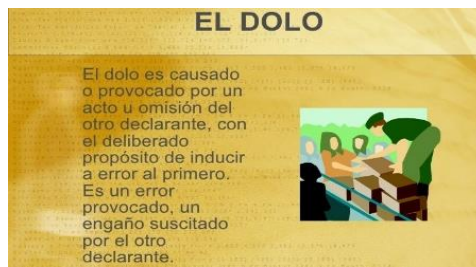 EL DOLO
El dolo es causado
o provocado por un
acto u omisión del
otro declarante, con
el deliberado
propósito de inducir
a error al primero.
Es un error
provocado, un
engaño suscitado
por el otro
declarante.